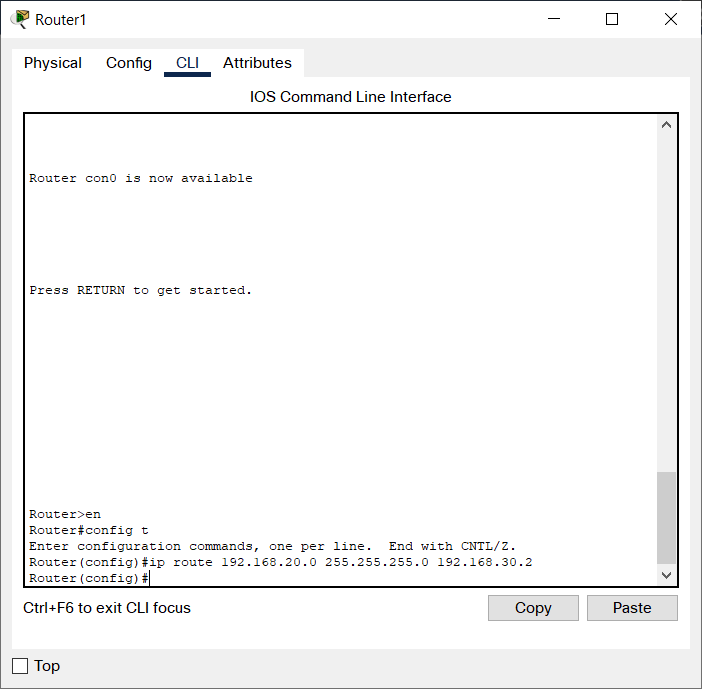 Router1
Physical Config CLI Attributes
IOS Command Line Interface
Router con0 is now available
Press RETURN to get started.
Router>en
Router#config t
Enter configuration commands, one per line.  End with CNTL/Z.
Router(config)#ip route 192.168.20.0 255.255.255.0 192.168.30.2
Router(config)#
Ctrl+F6 to exit CLI focus Copy Paste
Top